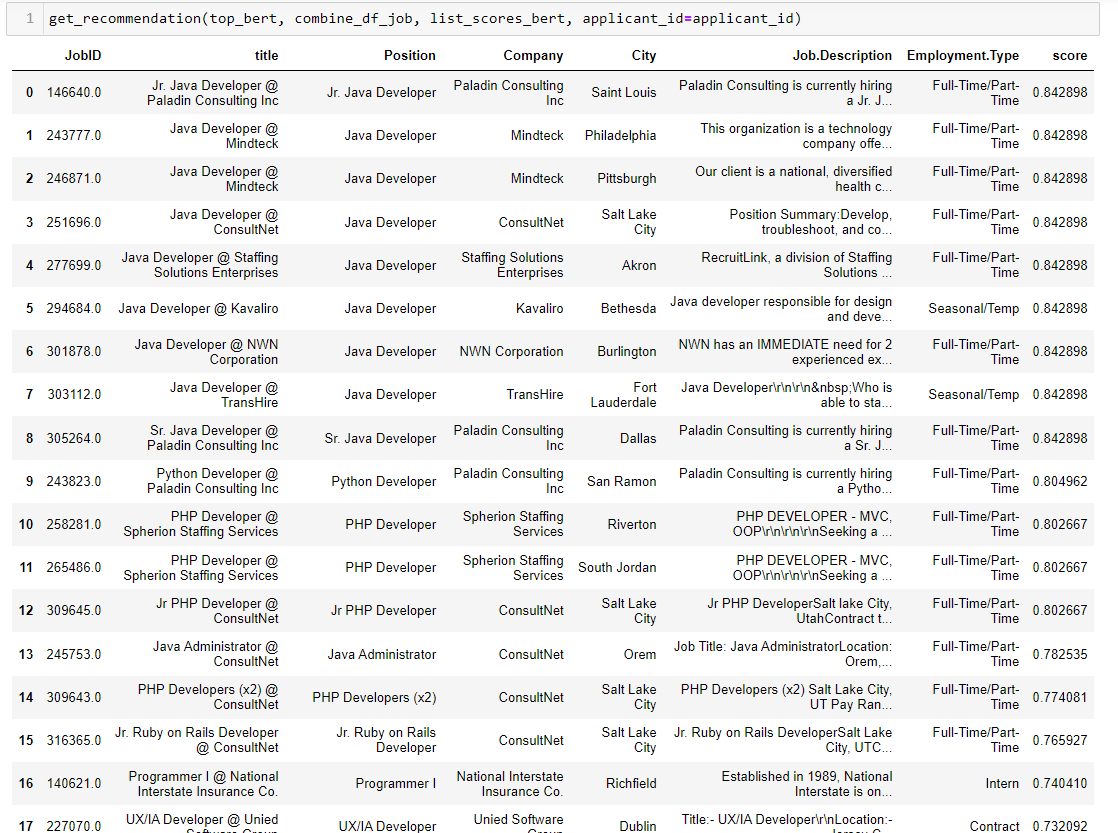 1 get_recommendation(top_bert, combine_df_job, list_scores_bert, applicant_id=applicant_id)
JobID title Position Company City Job.Description Employment.Type score
0 146640.0 Jr. Java Developer @ Paladin Consulting Inc Jr. Java Developer Paladin Consulting Inc Saint Louis Paladin Consulting is currently hiring a Jr. J... Full-Time/Part-Time 0.842898
1 243777.0 Java Developer @ Mindteck Java Developer Mindteck Philadelphia This organization is a technology company offe... Full-Time/Part-Time 0.842898
2 246871.0 Java Developer @ Mindteck Java Developer Mindteck Pittsburgh Our client is a national, diversified health c... Full-Time/Part-Time 0.842898
3 251696.0 Java Developer @ ConsultNet Java Developer ConsultNet Salt Lake City Position Summary:Develop, troubleshoot, and co... Full-Time/Part-Time 0.842898
4 277699.0 Java Developer @ Staffing Solutions Enterprises Java Developer Staffing Solutions Enterprises Akron RecruitLink, a division of Staffing Solutions ... Full-Time/Part-Time 0.842898
5 294684.0 Java Developer @ Kavaliro Java Developer Kavaliro Bethesda Java developer responsible for design and deve... Seasonal/Temp 0.842898
6 301878.0 Java Developer @ NWN Corporation Java Developer NWN Corporation Burlington NWN has an IMMEDIATE need for 2 experienced ex... Full-Time/Part-Time 0.842898
7 303112.0 Java Developer @ TransHire Java Developer TransHire Fort Lauderdale Java Developer\r\n\r\n&nbsp;Who is able to sta... Seasonal/Temp 0.842898
8 305264.0 Sr. Java Developer @ Paladin Consulting Inc Sr. Java Developer Paladin Consulting Inc Dallas Paladin Consulting is currently hiring a Sr. J... Full-Time/Part-Time 0.842898
9 243823.0 Python Developer @ Paladin Consulting Inc Python Developer Paladin Consulting Inc San Ramon Paladin Consulting is currently hiring a Pytho... Full-Time/Part-Time 0.804962
10 258281.0 PHP Developer @ Spherion Staffing Services PHP Developer Spherion Staffing Services Riverton PHP DEVELOPER - MVC, OOP\r\n\r\n\r\nSeeking a ... Full-Time/Part-Time 0.802667
11 265486.0 PHP Developer @ Spherion Staffing Services PHP Developer Spherion Staffing Services South Jordan PHP DEVELOPER - MVC, OOP\r\n\r\n\r\nSeeking a ... Full-Time/Part-Time 0.802667
12 309645.0 Jr PHP Developer @ ConsultNet Jr PHP Developer ConsultNet Salt Lake City Jr PHP DeveloperSalt lake City, UtahContract t... Full-Time/Part-Time 0.802667
13 245753.0 Java Administrator @ ConsultNet Java Administrator ConsultNet Orem Job Title: Java AdministratorLocation: Orem,... Full-Time/Part-Time 0.782535
14 309643.0 PHP Developers (x2) @ ConsultNet PHP Developers (x2) ConsultNet Salt Lake City PHP Developers (x2) Salt Lake City, UT Pay Ran... Full-Time/Part-Time 0.774081
15 316365.0 Jr. Ruby on Rails Developer @ ConsultNet Jr. Ruby on Rails Developer ConsultNet Salt Lake City Jr. Ruby on Rails DeveloperSalt Lake City, UTC... Full-Time/Part-Time 0.765927
16 140621.0 Programmer I @ National Interstate Insurance Co. Programmer I National Interstate Insurance Co. Richfield Established in 1989, National Interstate is on... Intern 0.740410
17 227070.0 UX/IA Developer @ Unied UX/IA Developer Unied Software Dublin Title:- UX/IA Developer\r\nLocation:- Contract 0.732092